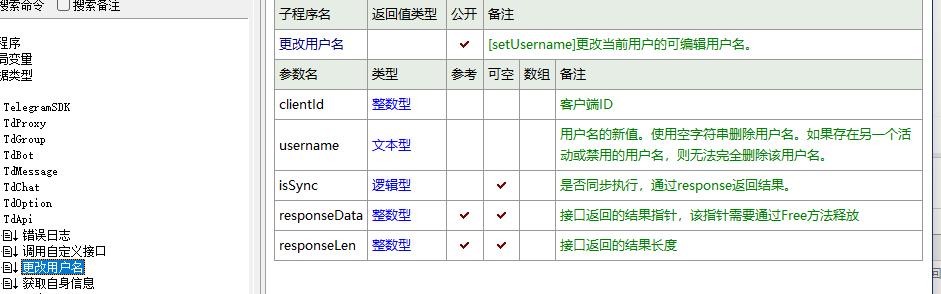 搜索命令 搜索备注
程序
局变量
据类型
TelegramSDK
TdProxy
TdGroup
TdBot
TdMessage
TdChat
TdOption
TdApi
错误日志
调用自定义接口
更改用户名
获取自身信息
子程序名 返回值类型 公开 备注
更改用户名 [setUsername]更改当前用户的可编辑用户名。
参数名 类型 参考 可空 数组 备注
clientId 整数型 客户端ID
username 文本型 用户名的新值。使用空字符串删除用户名。如果存在另一个活
动或禁用的用户名，则无法完全删除该用户名。
isSync 逻辑型 是否同步执行，通过response返回结果。
responseData 整数型 接口返回的结果指针，该指针需要通过Free方法释放
responseLen 整数型 接口返回的结果长度